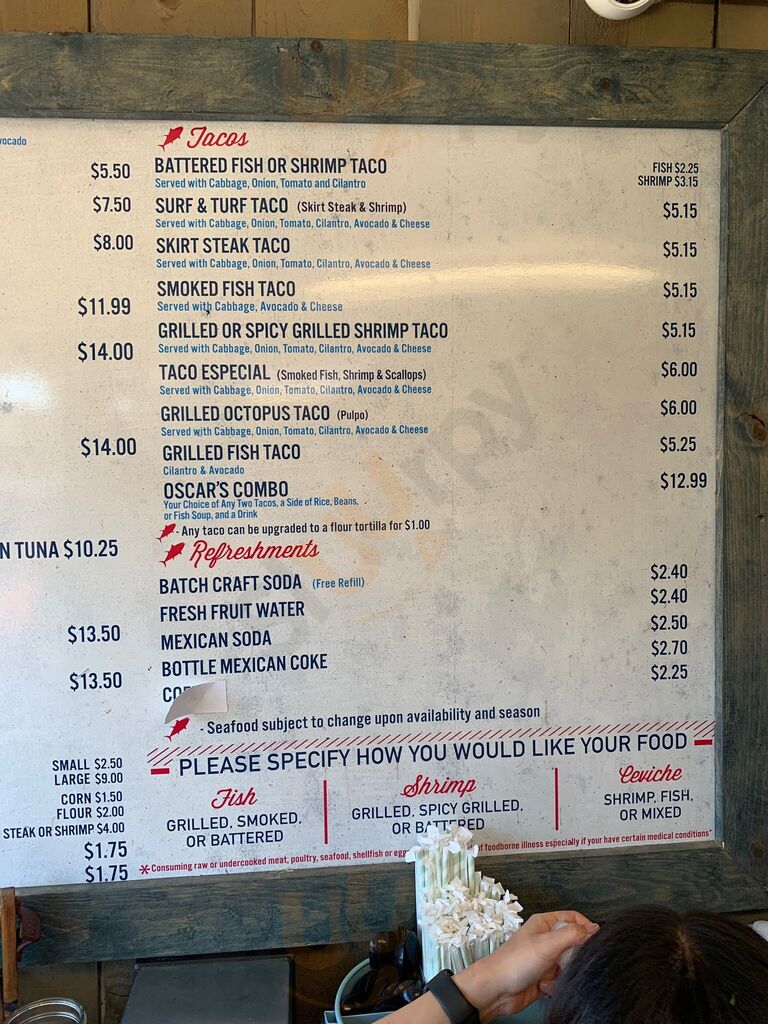 vocado
$5.50
$7.50
$8.00
$11.99
$14.00
$14.00
N TUNA $10.25
$13.50
$13.50
SMALL $2.50
LARGE $9.00
CORN $1.50
FLOUR $2.00
STEAK OR SHRIMP $4.00
$1.75
$1.75
Tacos
BATTERED FISH OR SHRIMP TACO FISH $2.25
SHRIMP $3.15
Served with Cabbage, Onion, Tomato and Cilantro
SURF & TURF TACO (Skirt Steak & Shrimp) $5.15
Served with Cabbage, Onion, Tomato, Cilantro, Avocado & Cheese
SKIRT STEAK TACO $5.15
Served with Cabbage, Onion, Tomato, Cilantro, Avocado & Cheese
SMOKED FISH TACO $5.15
Served with Cabbage, Avocado & Cheese
GRILLED OR SPICY GRILLED SHRIMP TACO $5.15
Served with Cabbage, Onion, Tomato, Cilantro, Avocado & Cheese
TACO ESPECIAL (Smoked Fish, Shrimp & Scallops) $6.00
Served with Cabbage, Onion, Tomato, Cilantro, Avocado & Cheese
GRILLED OCTOPUS TACO (Pulpo) $6.00
Served with Cabbage, Onion, Tomato, Cilantro, Avocado & Cheese
GRILLED FISH TACO $5.25
Cilantro & Avocado
OSCAR'S COMBO $12.99
Your Choice of Any Two Tacos, a Side of Rice, Beans,
or Fish Soup, and a Drink
- Any taco can be upgraded to a flour tortilla for $1.00
Refreshments
BATCH CRAFT SODA (Free Refill) $2.40
FRESH FRUIT WATER $2.40
MEXICAN SODA $2.50
BOTTLE MEXICAN COKE $2.70
$2.25
- Seafood subject to change upon availability and season
PLEASE SPECIFY HOW YOU WOULD LIKE YOUR FOOD
Fish
GRILLED, SMOKED,
OR BATTERED
Shrimp
GRILLED, SPICY GRILLED,
OR BATTERED
Ceviche
SHRIMP, FISH,
OR MIXED
*Consuming raw or undercooked meat, poultry, seafood, shellfish or of foodborne illness especially if your have certain medical conditions*